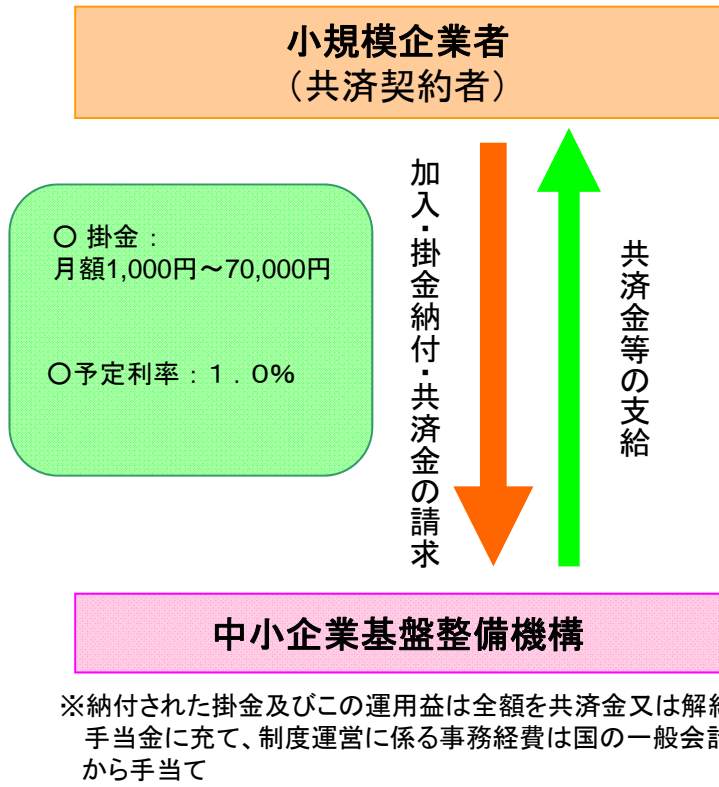 小規模企業者
（共済契約者）
○ 掛金：
月額1,000円～70,000円
○予定利率：１．0%
加入・掛金納付・共済金の請求
共済金等の支給
中小企業基盤整備機構
※納付された掛金及びこの運用益は全額を共済金又は解約
手当金に充て、制度運営に係る事務経費は国の一般会計
から手当て